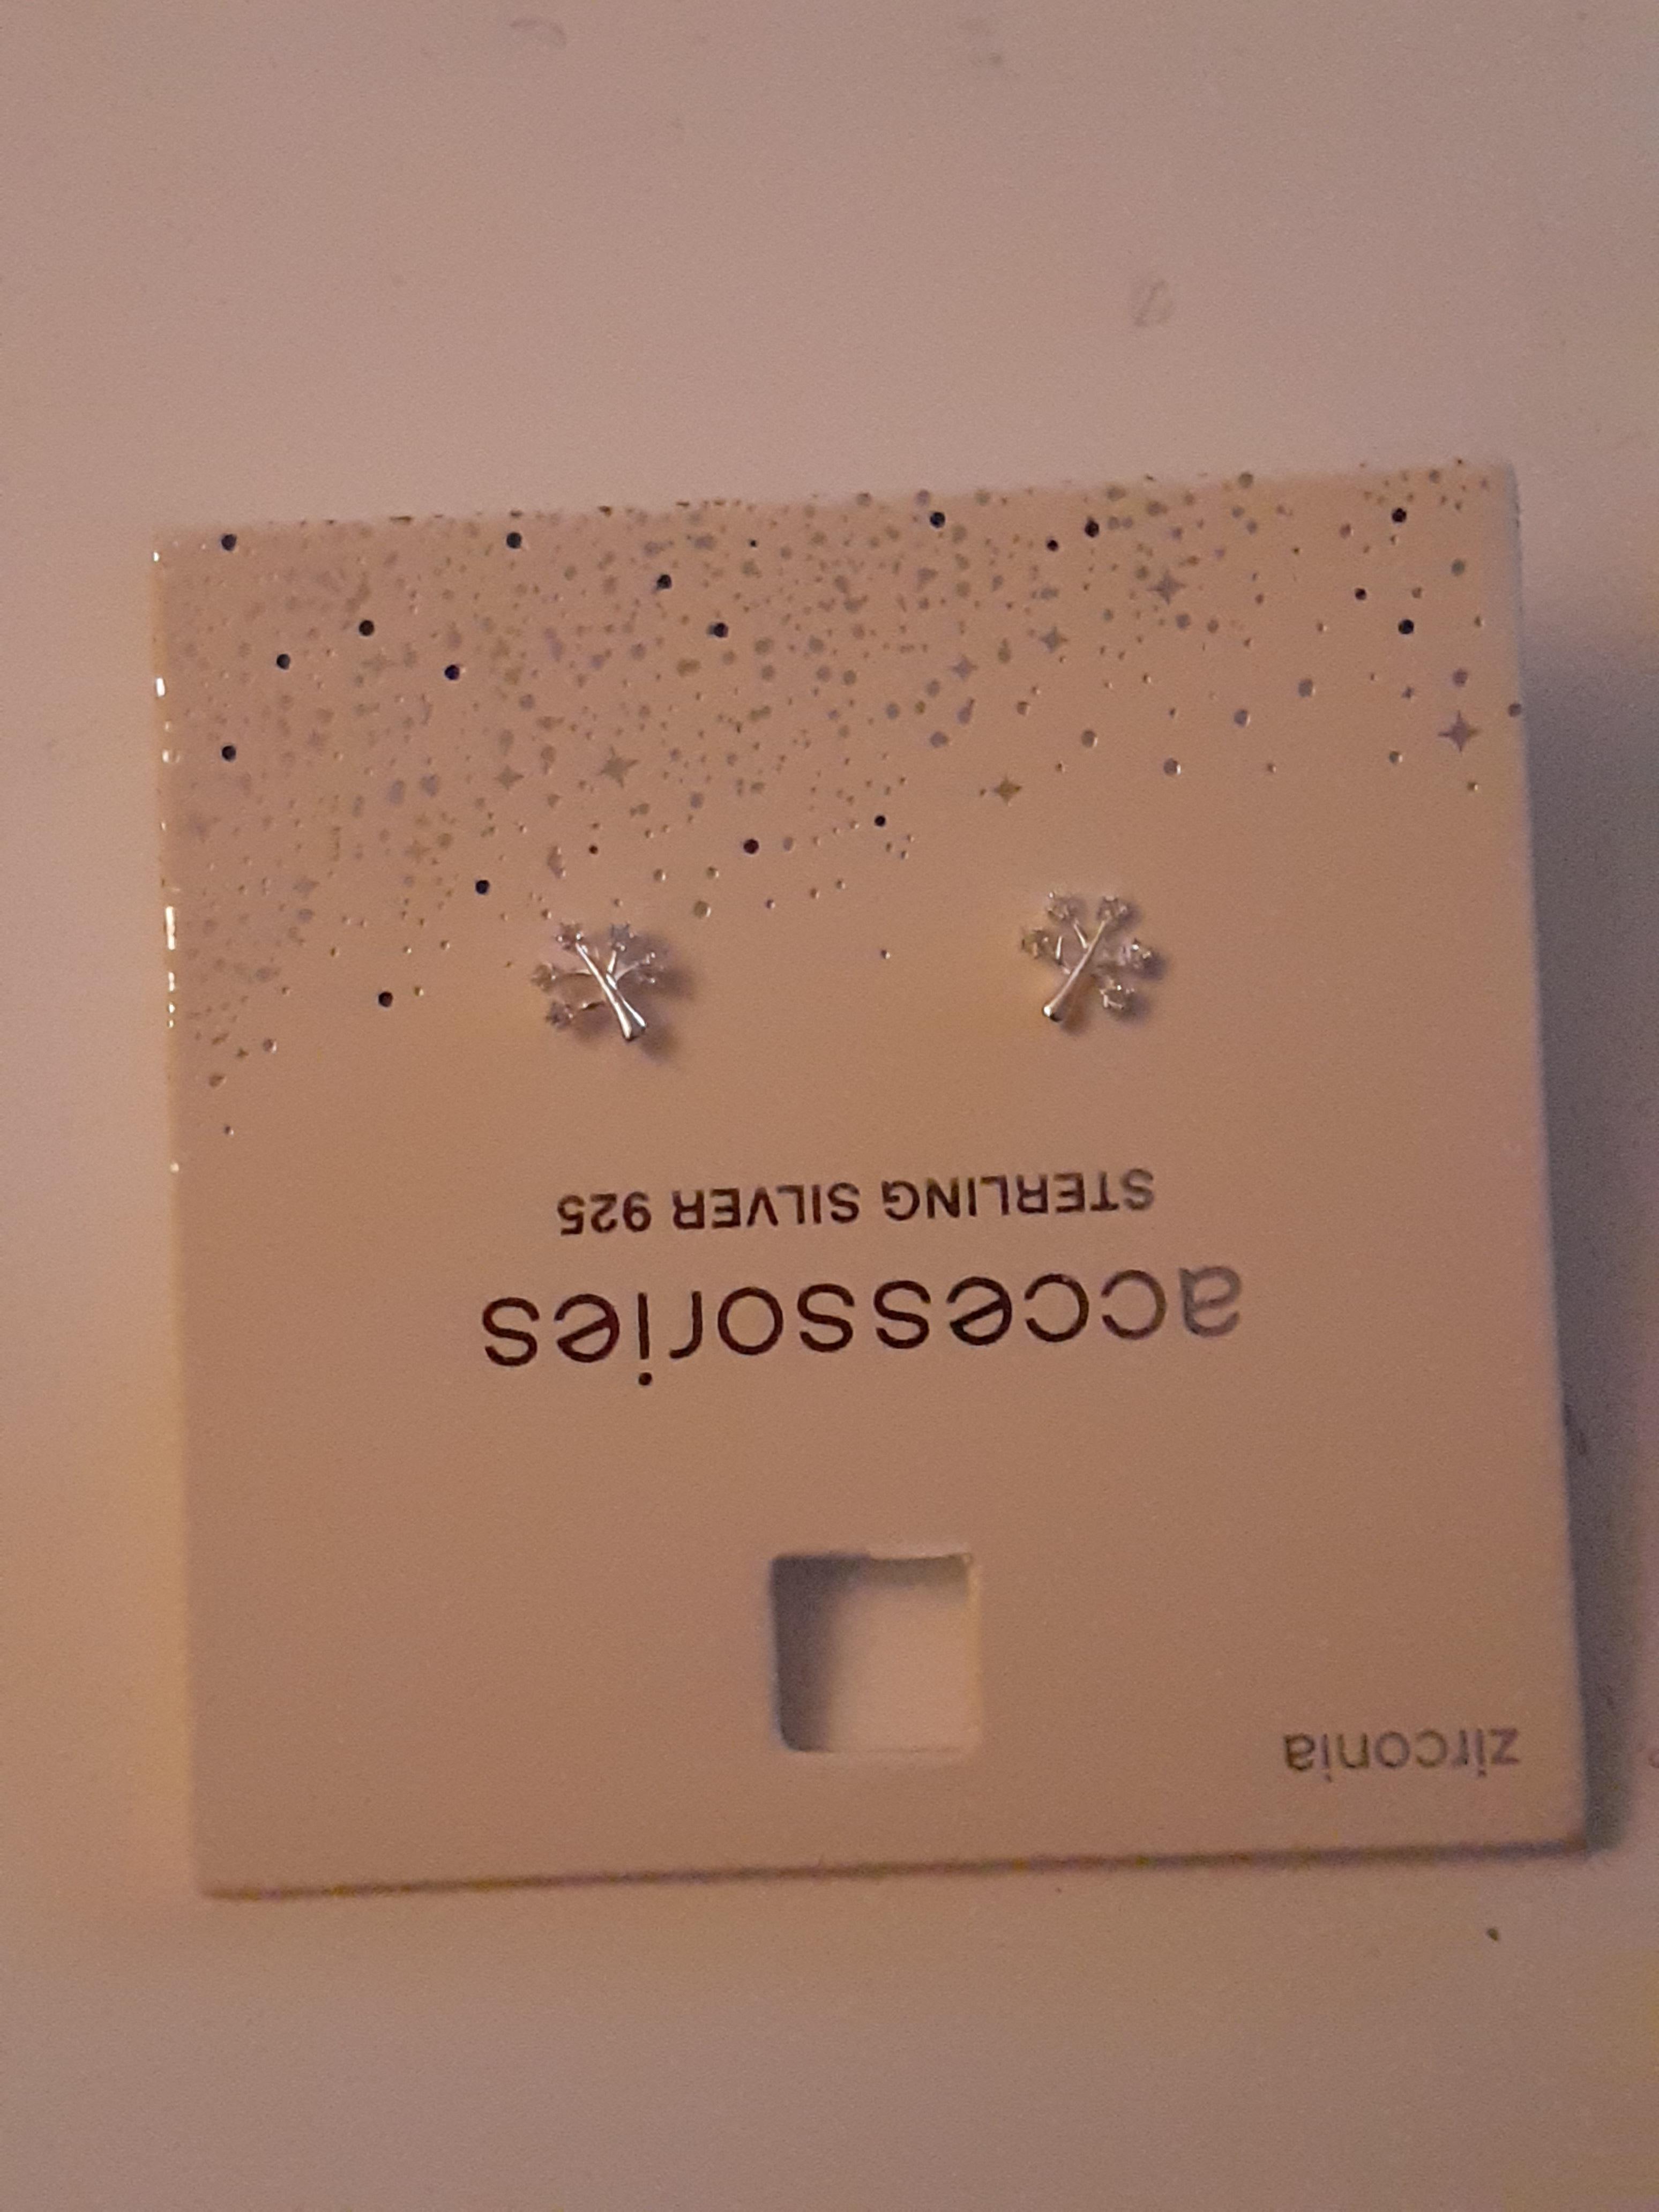 zirconia
accessories
STERLING SILVER 925